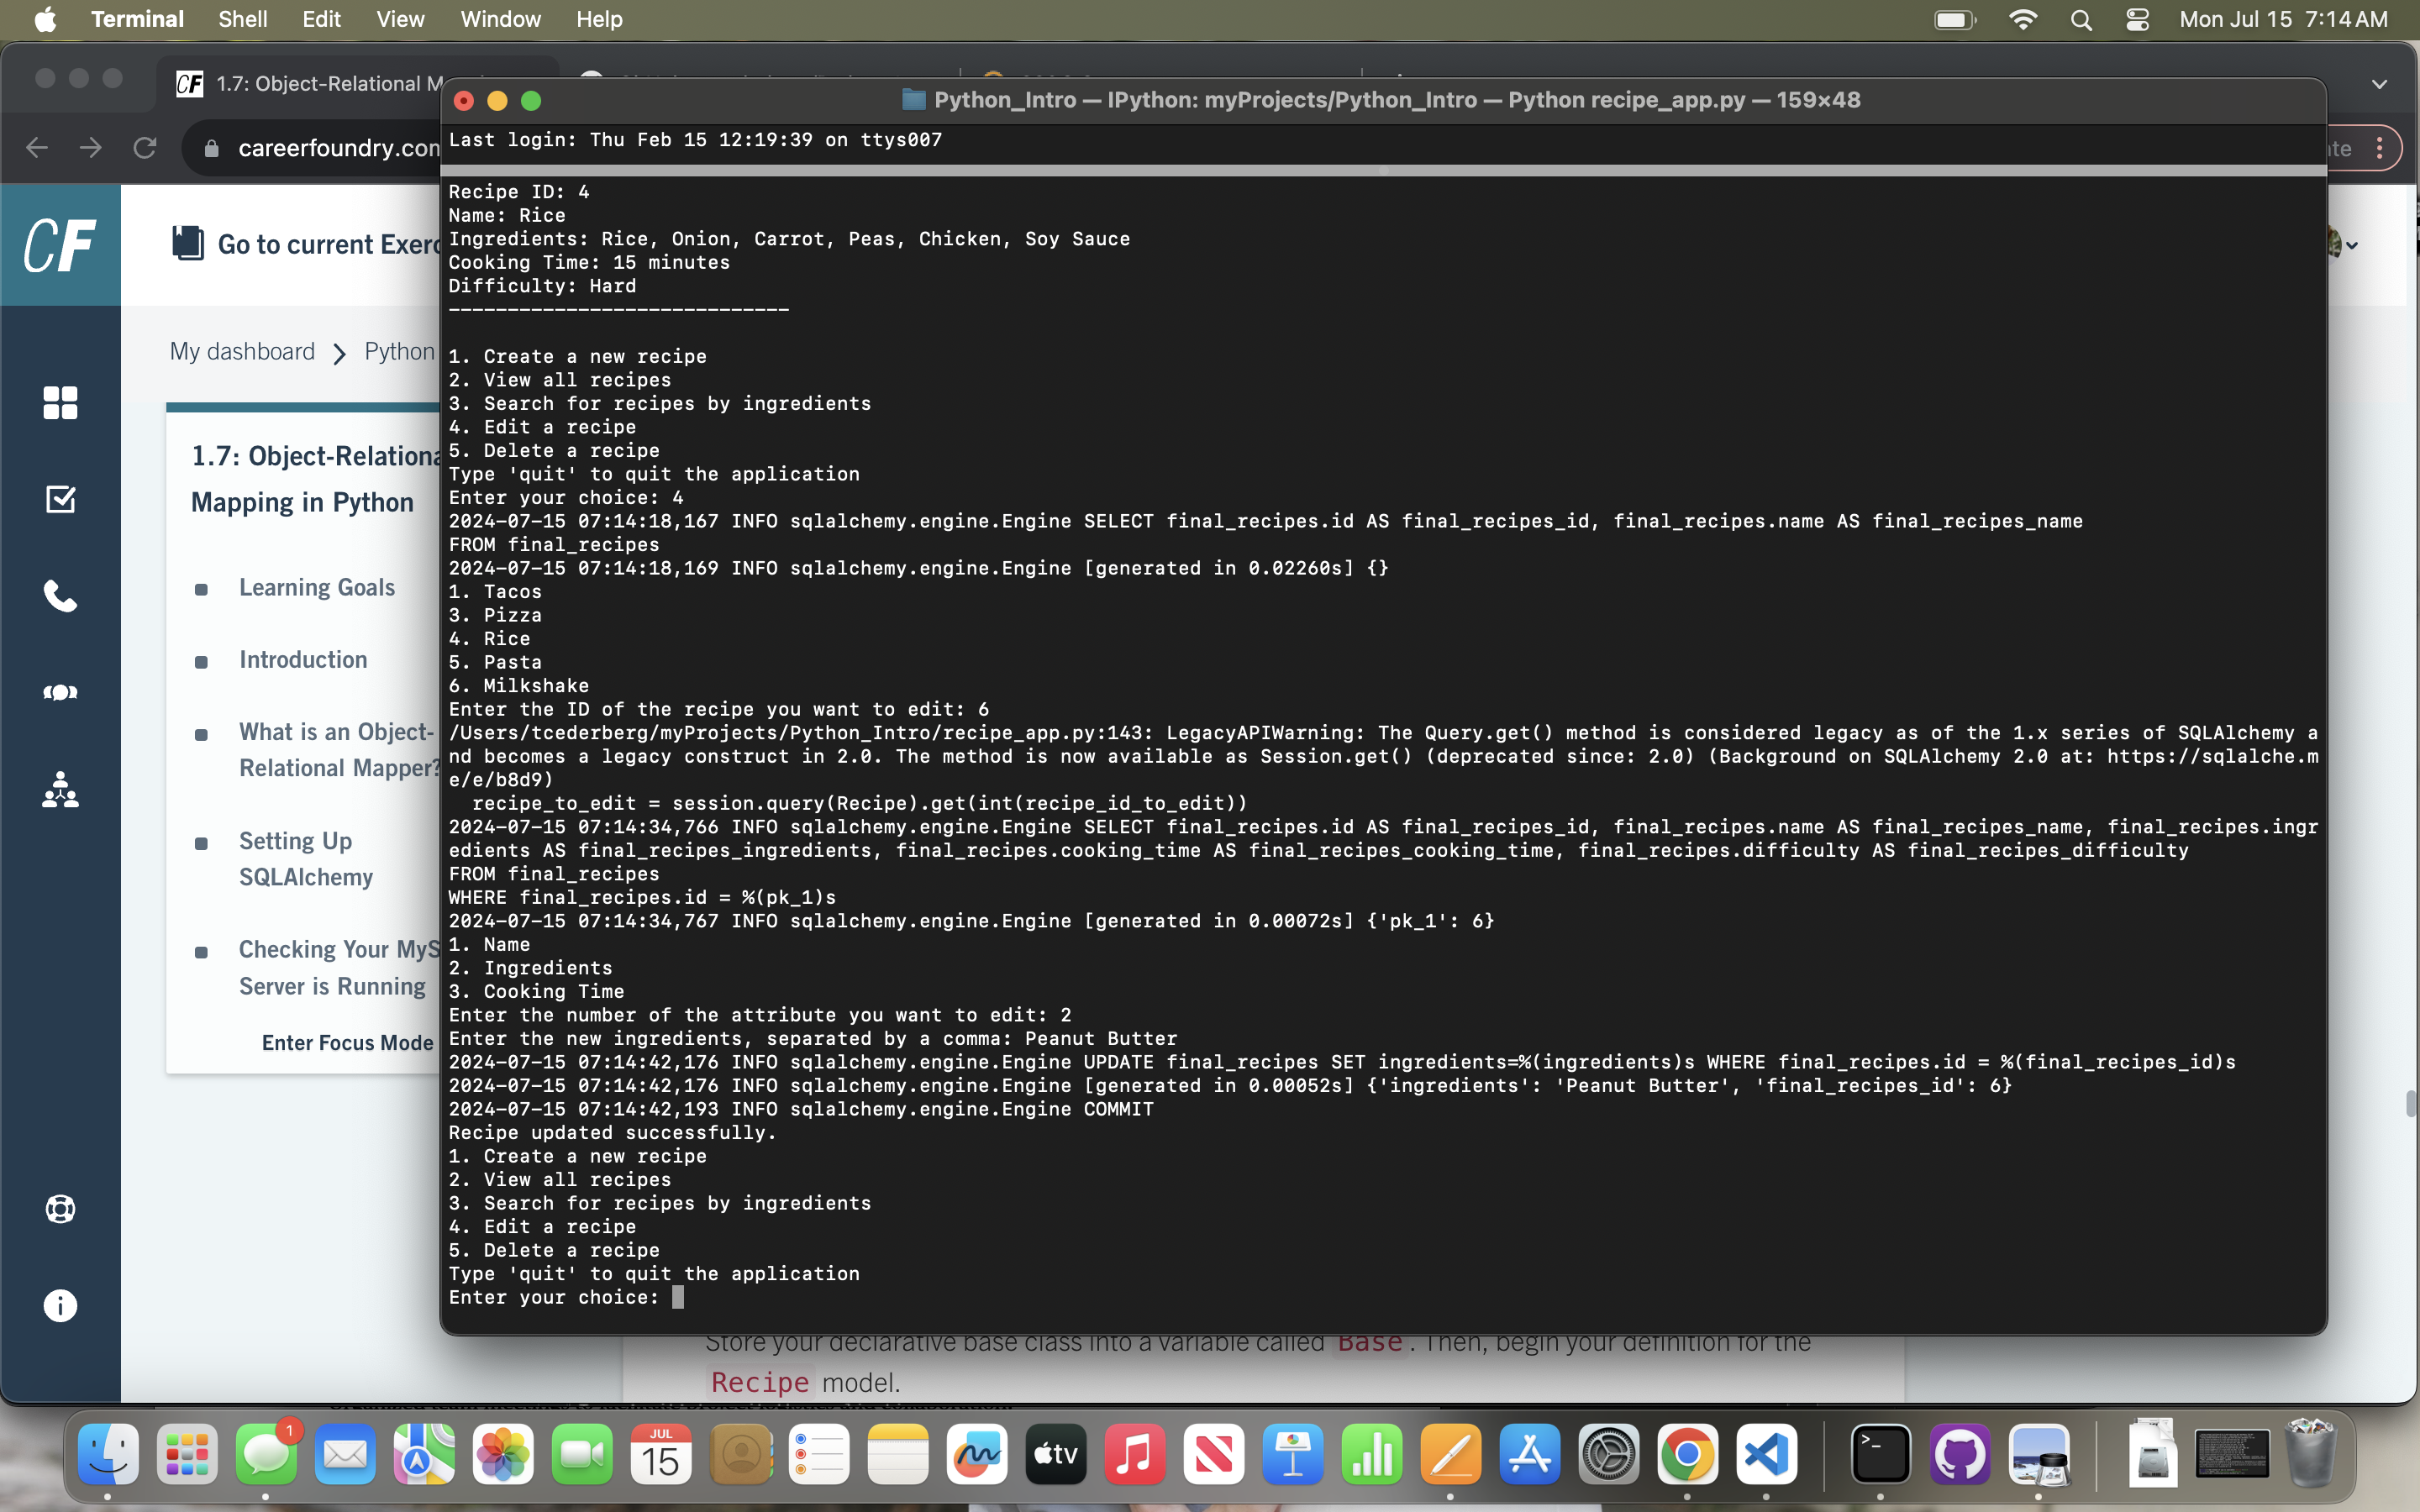 Terminal Shell Edit View Window Help Mon Jul 15 7:14 AM
CF 1.7: Object-Relational M
careerfoundry.con
Python_Intro — IPython: myProjects/Python_Intro — Python recipe_app.py — 159×48
Last login: Thu Feb 15 12:19:39 on ttys007
Recipe ID: 4
Name: Rice
Ingredients: Rice, Onion, Carrot, Peas, Chicken, Soy Sauce
Cooking Time: 15 minutes
Difficulty: Hard
-----------------------------
1. Create a new recipe
2. View all recipes
3. Search for recipes by ingredients
4. Edit a recipe
5. Delete a recipe
Type 'quit' to quit the application
Enter your choice: 4
2024-07-15 07:14:18,167 INFO sqlalchemy.engine.Engine SELECT final_recipes.id AS final_recipes_id, final_recipes.name AS final_recipes_name
FROM final_recipes
2024-07-15 07:14:18,169 INFO sqlalchemy.engine.Engine [generated in 0.02260s] {}
1. Tacos
3. Pizza
4. Rice
5. Pasta
6. Milkshake
Enter the ID of the recipe you want to edit: 6
/Users/tcederberg/myProjects/Python_Intro/recipe_app.py:143: LegacyAPIWarning: The Query.get() method is considered legacy as of the 1.x series of SQLAlchemy a
nd becomes a legacy construct in 2.0. The method is now available as Session.get() (deprecated since: 2.0) (Background on SQLAlchemy 2.0 at: https://sqlalche.m
e/e/b8d9)
recipe_to_edit = session.query(Recipe).get(int(recipe_id_to_edit))
2024-07-15 07:14:34,766 INFO sqlalchemy.engine.Engine SELECT final_recipes.id AS final_recipes_id, final_recipes.name AS final_recipes_name, final_recipes.ingr
edients AS final_recipes_ingredients, final_recipes.cooking_time AS final_recipes_cooking_time, final_recipes.difficulty AS final_recipes_difficulty
FROM final_recipes
WHERE final_recipes.id = %(pk_1)s
2024-07-15 07:14:34,767 INFO sqlalchemy.engine.Engine [generated in 0.00072s] {'pk_1': 6}
1. Name
2. Ingredients
3. Cooking Time
Enter the number of the attribute you want to edit: 2
Enter the new ingredients, separated by a comma: Peanut Butter
2024-07-15 07:14:42,176 INFO sqlalchemy.engine.Engine UPDATE final_recipes SET ingredients=%(ingredients)s WHERE final_recipes.id = %(final_recipes_id)s
2024-07-15 07:14:42,176 INFO sqlalchemy.engine.Engine [generated in 0.00052s] {'ingredients': 'Peanut Butter', 'final_recipes_id': 6}
2024-07-15 07:14:42,193 INFO sqlalchemy.engine.Engine COMMIT
Recipe updated successfully.
1. Create a new recipe
2. View all recipes
3. Search for recipes by ingredients
4. Edit a recipe
5. Delete a recipe
Type 'quit' to quit the application
Enter your choice:
CF
Go to current Exerc
My dashboard > Python
1.7: Object-Relationa
Mapping in Python
Learning Goals
Introduction
What is an Object-
Relational Mapper?
Setting Up
SQLAlchemy
Checking Your MyS
Server is Running
Enter Focus Mode
Store your declarative base class into a variable called Base. Then, begin your definition for the
Recipe model.
1
JUL
15
tv